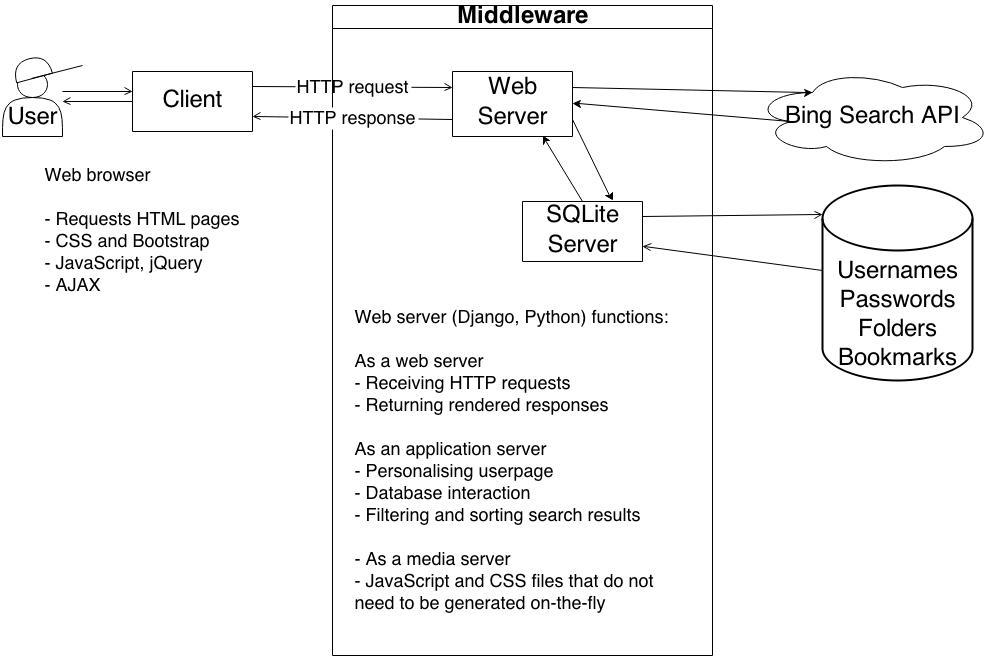 Middleware
User
Client
HTTP request
HTTP response
Web
Server
Bing Search API
SQLite
Server
Usernames
Passwords
Folders
Bookmarks
Web browser
- Requests HTML pages
- CSS and Bootstrap
- JavaScript, jQuery
- AJAX
Web server (Django, Python) functions:
As a web server
- Receiving HTTP requests
- Returning rendered responses
As an application server
- Personalising userpage
- Database interaction
- Filtering and sorting search results
- As a media server
- JavaScript and CSS files that do not
need to be generated on-the-fly